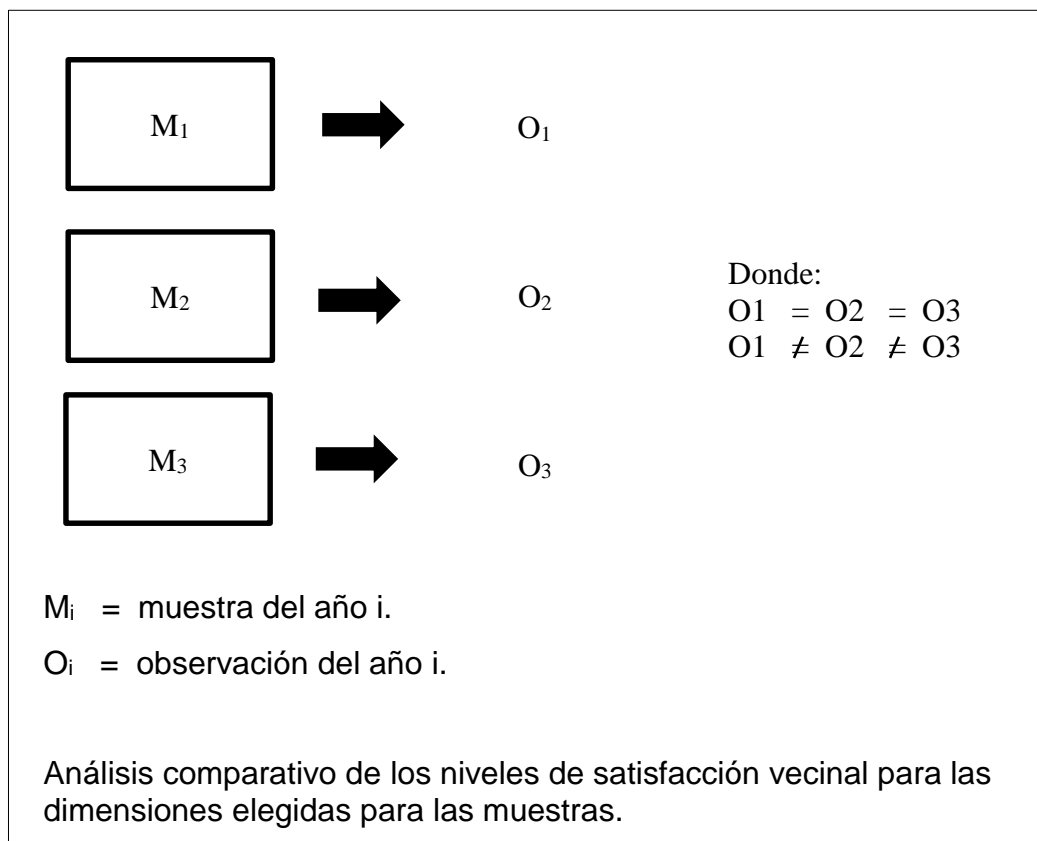 M₁ O₁
M₂ O₂
Donde:
O1 = O2 = O3
O1 ≠ O2 ≠ O3
M₃ O₃
Mᵢ = muestra del año i.
Oᵢ = observación del año i.
Análisis comparativo de los niveles de satisfacción vecinal para las
dimensiones elegidas para las muestras.